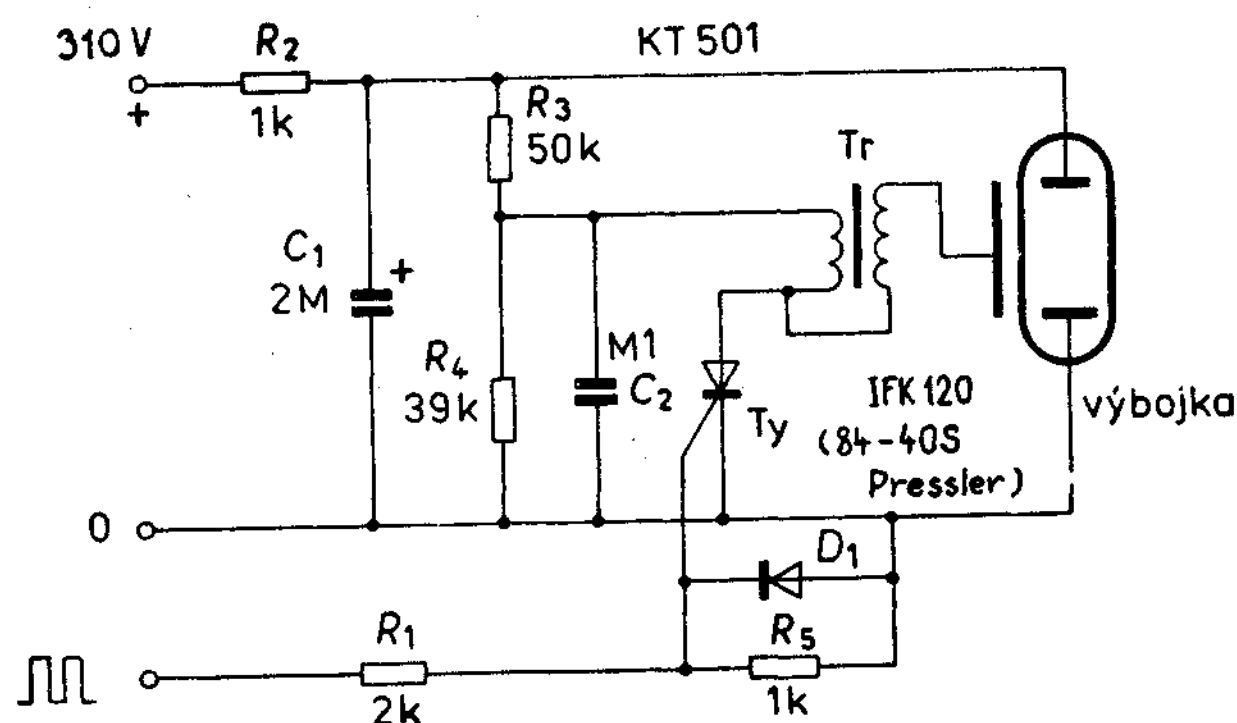 310 V
R2
KT 501
+
1k
R3
50k
Tr
C1
+
2M
M1
C2
R4
39k
Ty
IFK 120
(84-40S
Pressler)
výbojka
0
D1
R1
R5
2k
1k